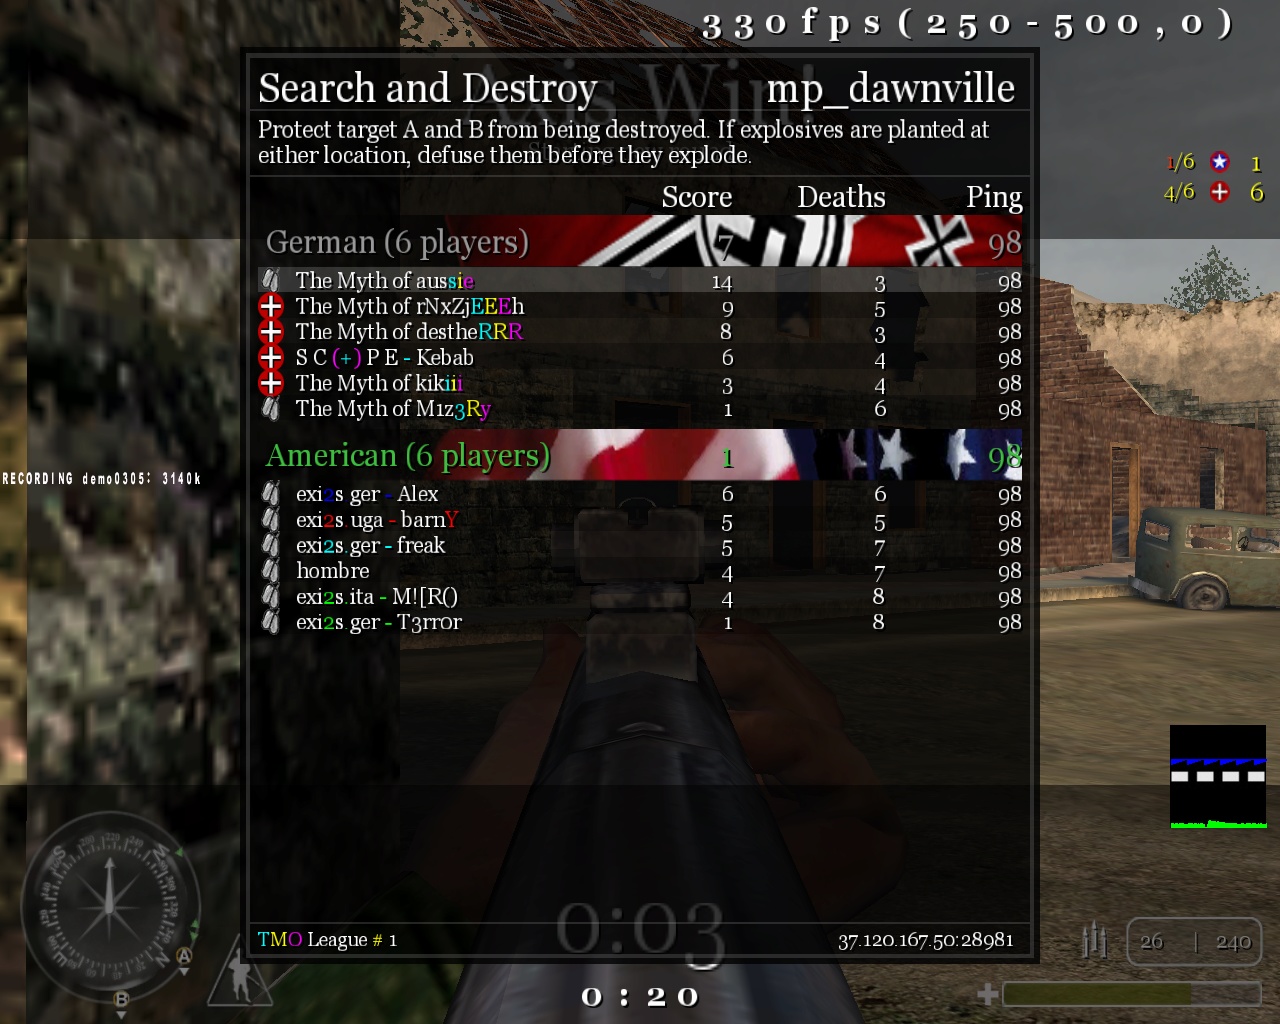 330fps(250-500,0)
Axis Win!
Search and Destroy mp_dawnville
Protect target A and B from being destroyed. If explosives are planted at
either location, defuse them before they explode.
1/6 1
4/6 6
Score Deaths Ping
German (6 players) 7 98
The Myth of aussie 14 3 98
The Myth of rNxZjEEEh 9 5 98
The Myth of destheRRR 8 3 98
S C (+) P E - Kebab 6 4 98
The Myth of kikiii 3 4 98
The Myth of M1z3Ry 1 6 98
American (6 players) 1 98
RECORDING demo0305: 3140k
exi2s ger - Alex 6 6 98
exi2s.uga - barnY 5 5 98
exi2s.ger - freak 5 7 98
hombre 4 7 98
exi2s.ita - M![R() 4 8 98
exi2s.ger - T3rror 1 8 98
0:03
TMO League # 1 37.120.167.50:28981
26 | 240
A
B
0:20